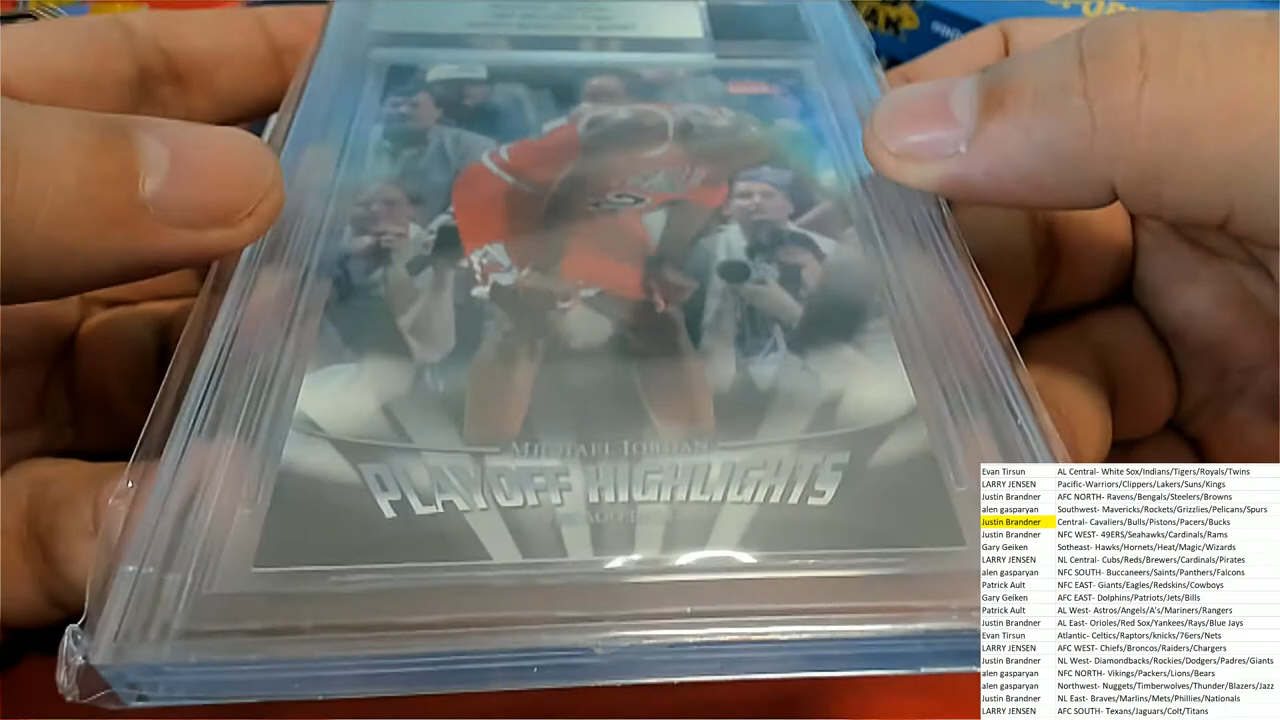 MICHAEL JORDAN
PLAYOFF HIGHLIGHTS
Evan Tirsun AL Central- White Sox/Indians/Tigers/Royals/Twins
LARRY JENSEN Pacific-Warriors/Clippers/Lakers/Suns/Kings
Justin Brandner AFC NORTH- Ravens/Bengals/Steelers/Browns
alen gasparyan Southwest- Mavericks/Rockets/Grizzlies/Pelicans/Spurs
Justin Brandner Central- Cavaliers/Bulls/Pistons/Pacers/Bucks
Justin Brandner NFC WEST- 49ERS/Seahawks/Cardinals/Rams
Gary Geiken Sotheast- Hawks/Hornets/Heat/Magic/Wizards
LARRY JENSEN NL Central- Cubs/Reds/Brewers/Cardinals/Pirates
alen gasparyan NFC SOUTH- Buccaneers/Saints/Panthers/Falcons
Patrick Ault NFC EAST- Giants/Eagles/Redskins/Cowboys
Gary Geiken AFC EAST- Dolphins/Patriots/Jets/Bills
Patrick Ault AL West- Astros/Angels/A's/Mariners/Rangers
Justin Brandner AL East- Orioles/Red Sox/Yankees/Rays/Blue Jays
Evan Tirsun Atlantic- Celtics/Raptors/knicks/76ers/Nets
LARRY JENSEN AFC WEST- Chiefs/Broncos/Raiders/Chargers
Justin Brandner NL West- Diamondbacks/Rockies/Dodgers/Padres/Giants
alen gasparyan NFC NORTH- Vikings/Packers/Lions/Bears
alen gasparyan Northwest- Nuggets/Timberwolves/Thunder/Blazers/Jazz
Justin Brandner NL East- Braves/Marlins/Mets/Phillies/Nationals
LARRY JENSEN AFC SOUTH- Texans/Jaguars/Colt/Titans